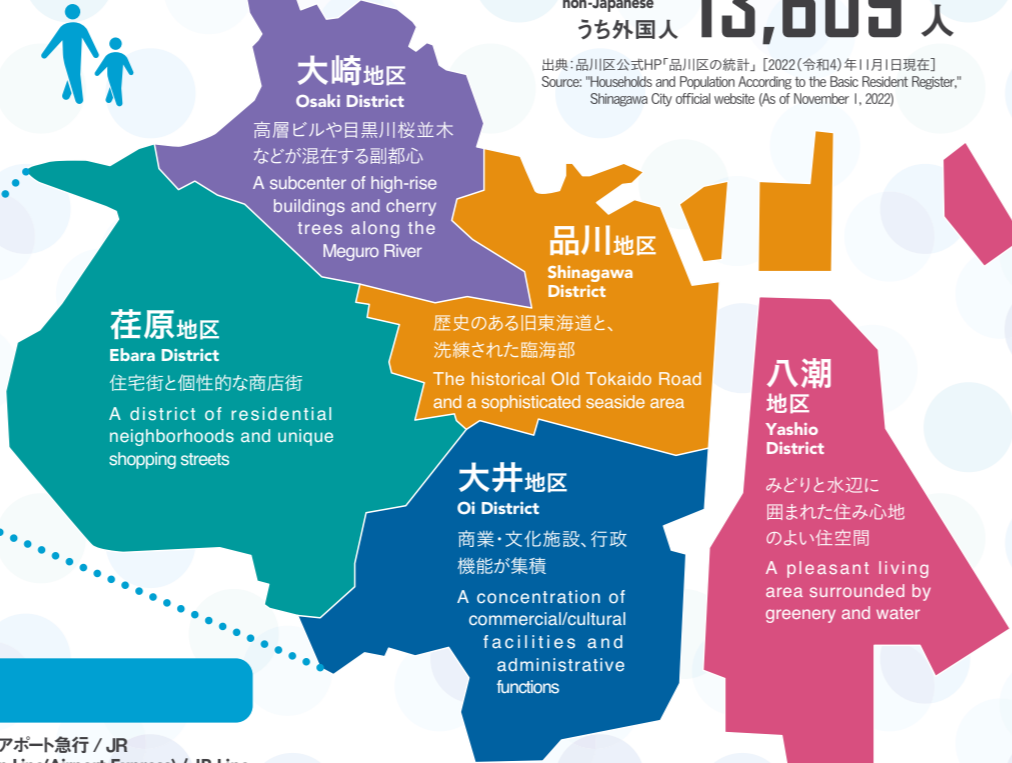 non-Japanese
うち外国人 13,609 人
出典：品川区公式HP「品川区の統計」［2022（令和4）年11月1日現在］
Source: "Households and Population According to the Basic Resident Register,"
Shinagawa City official website (As of November 1, 2022)
大崎地区
Osaki District
高層ビルや目黒川桜並木
などが混在する副都心
A subcenter of high-rise
buildings and cherry
trees along the
Meguro River
品川地区
Shinagawa
District
歴史のある旧東海道と、
洗練された臨海部
The historical Old Tokaido Road
and a sophisticated seaside area
荏原地区
Ebara District
住宅街と個性的な商店街
A district of residential
neighborhoods and unique
shopping streets
八潮
地区
Yashio
District
みどりと水辺に
囲まれた住み心地
のよい住空間
A pleasant living
area surrounded by
greenery and water
大井地区
Oi District
商業・文化施設、行政
機能が集積
A concentration of
commercial/cultural
facilities and
administrative
functions
アポート急行 / JR
Line(Airport Express) / JR Line